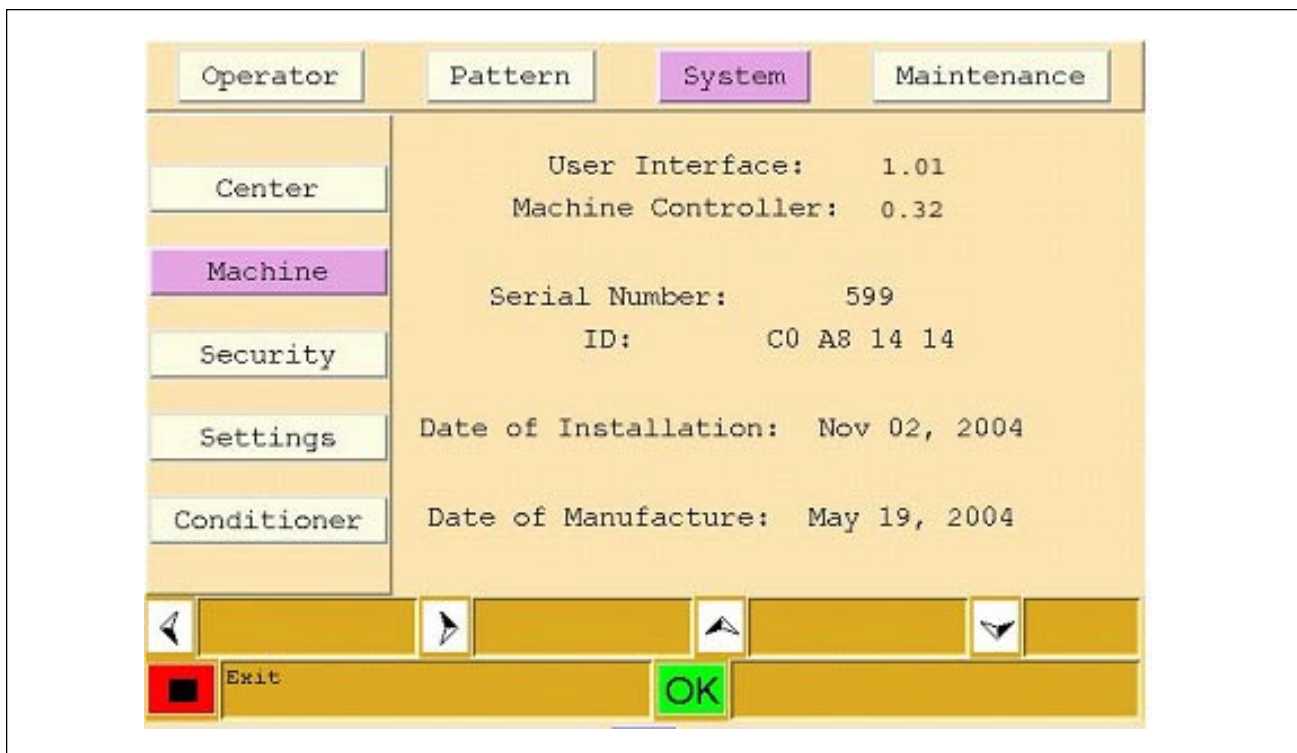 Operator Pattern System Maintenance
Center
Machine
Security
Settings
Conditioner
User Interface: 1.01
Machine Controller: 0.32
Serial Number: 599
ID: C0 A8 14 14
Date of Installation: Nov 02, 2004
Date of Manufacture: May 19, 2004
Exit
OK